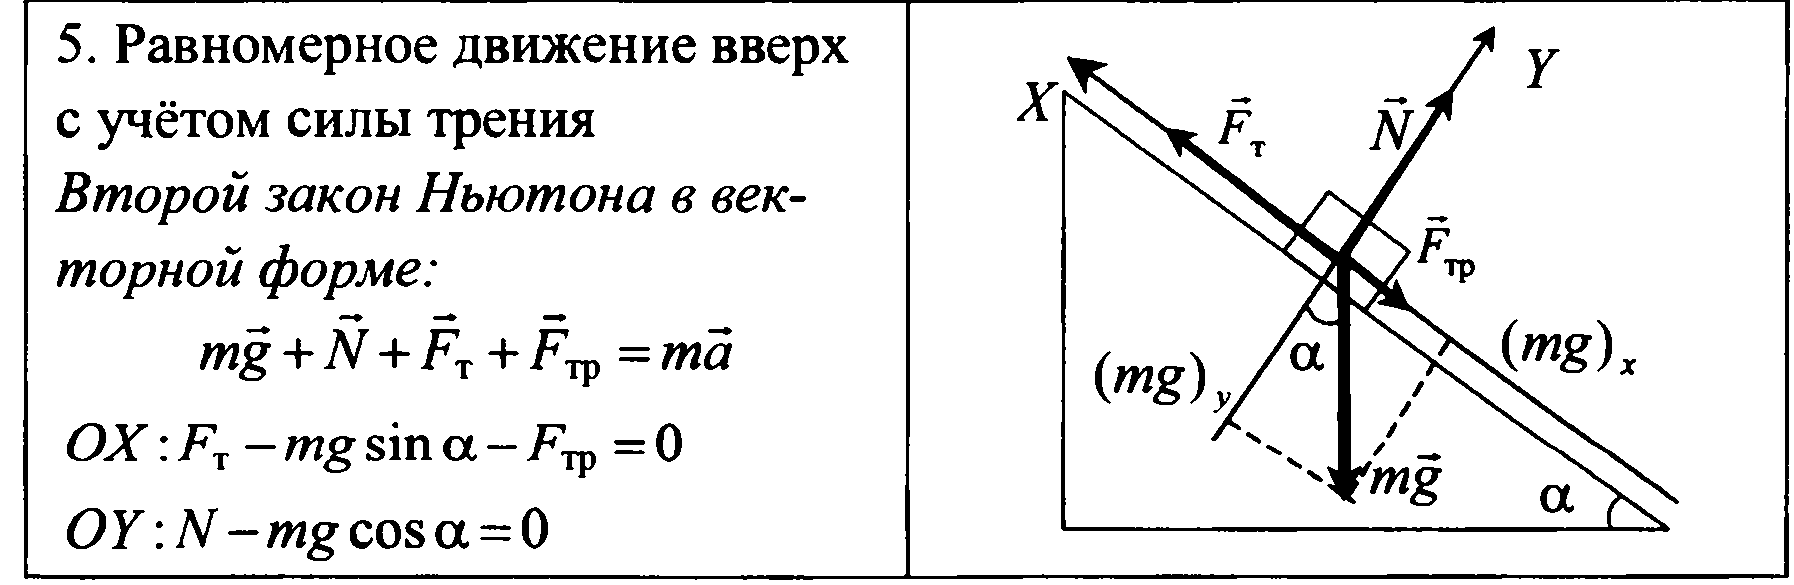 5. Равномерное движение вверх
с учётом силы трения
Второй закон Ньютона в век-
торной форме:
mg⃗ + N⃗ + F⃗т + F⃗тр = ma⃗
OX : Fт – mg sin α – Fтр = 0
OY : N – mg cos α = 0
X
F⃗т
N⃗
Y
F⃗тр
(mg)y
α
(mg)x
mg⃗
α